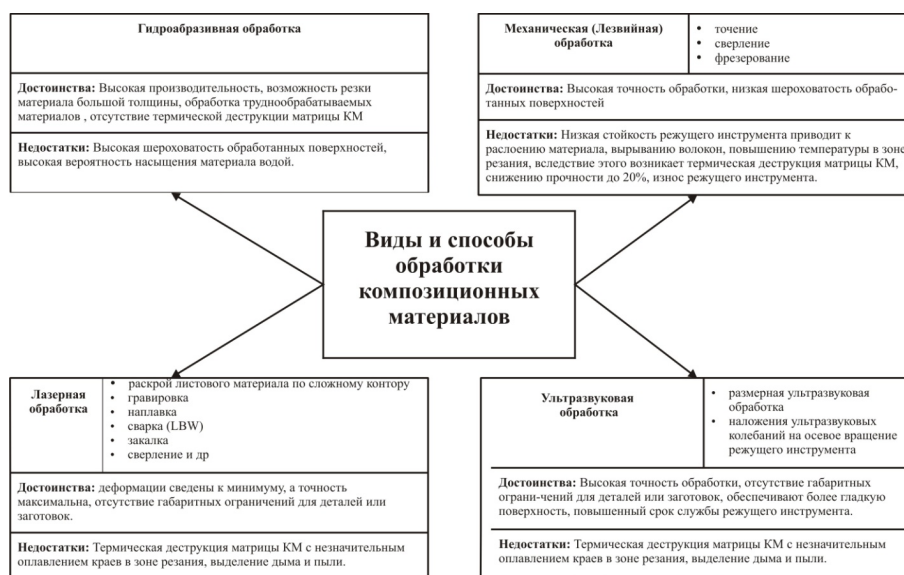 Гидроабразивная обработка
Достоинства: Высокая производительность, возможность резки
материала большой толщины, обработка труднообрабатываемых
материалов , отсутствие термической деструкции матрицы КМ
Недостатки: Высокая шероховатость обработанных поверхностей,
высокая вероятность насыщения материала водой.
Механическая (Лезвийная)
обработка
• точение
• сверление
• фрезерование
Достоинства: Высокая точность обработки, низкая шероховатость обрабо-
танных поверхностей
Недостатки: Низкая стойкость режущего инструмента приводит к
раслоению материала, вырыванию волокон, повышению температуры в зоне
резания, вследствие этого возникает термическая деструкция матрицы КМ,
снижению прочности до 20%, износ режущего инструмента.
Виды и способы
обработки
композиционных
материалов
Лазерная
обработка
• раскрой листового материала по сложному контору
• гравировка
• наплавка
• сварка (LBW)
• закалка
• сверление и др
Достоинства: деформации сведены к минимуму, а точность
максимальна, отсутствие габаритных ограничений для деталей или
заготовок.
Недостатки: Термическая деструкция матрицы КМ с незначительным
оплавлением краев в зоне резания, выделение дыма и пыли.
Ультразвуковая
обработка
• размерная ультразвуковая
обработка
• наложения ультразвуковых
колебаний на осевое вращение
режущего инструмента
Достоинства: Высокая точность обработки, отсутствие габаритных
ограни-чений для деталей или заготовок, обеспечивают более гладкую
поверхность, повышенный срок службы режущего инструмента.
Недостатки: Термическая деструкция матрицы КМ с незначительным
оплавлением краев в зоне резания, выделение дыма и пыли.